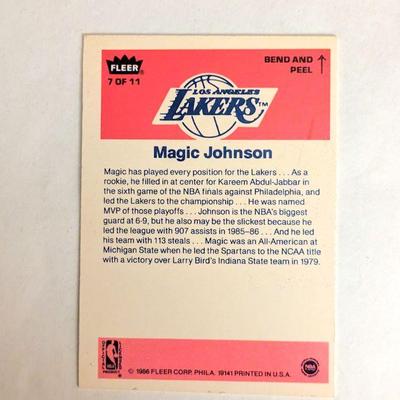 FLEER
7 OF 11
BEND AND
PEEL
LOS ANGELES
LAKERS™
Magic Johnson
Magic has played every position for the Lakers . . . As a
rookie, he filled in at center for Kareem Abdul-Jabbar
in the sixth game of the NBA finals against Philadelphia,
and led the Lakers to the championship . . . He was named
MVP of those playoffs . . . Johnson is the NBA's biggest
guard at 6-9, but he also may be the slickest because he
led the league with 907 assists in 1985-86 . . . And he led
his team with 113 steals . . . Magic was an All-American at
Michigan State when he led the Spartans to the NCAA title
with a victory over Larry Bird's Indiana State team in 1979.
© 1986 FLEER CORP. PHILA. 19141 PRINTED IN U.S.A.